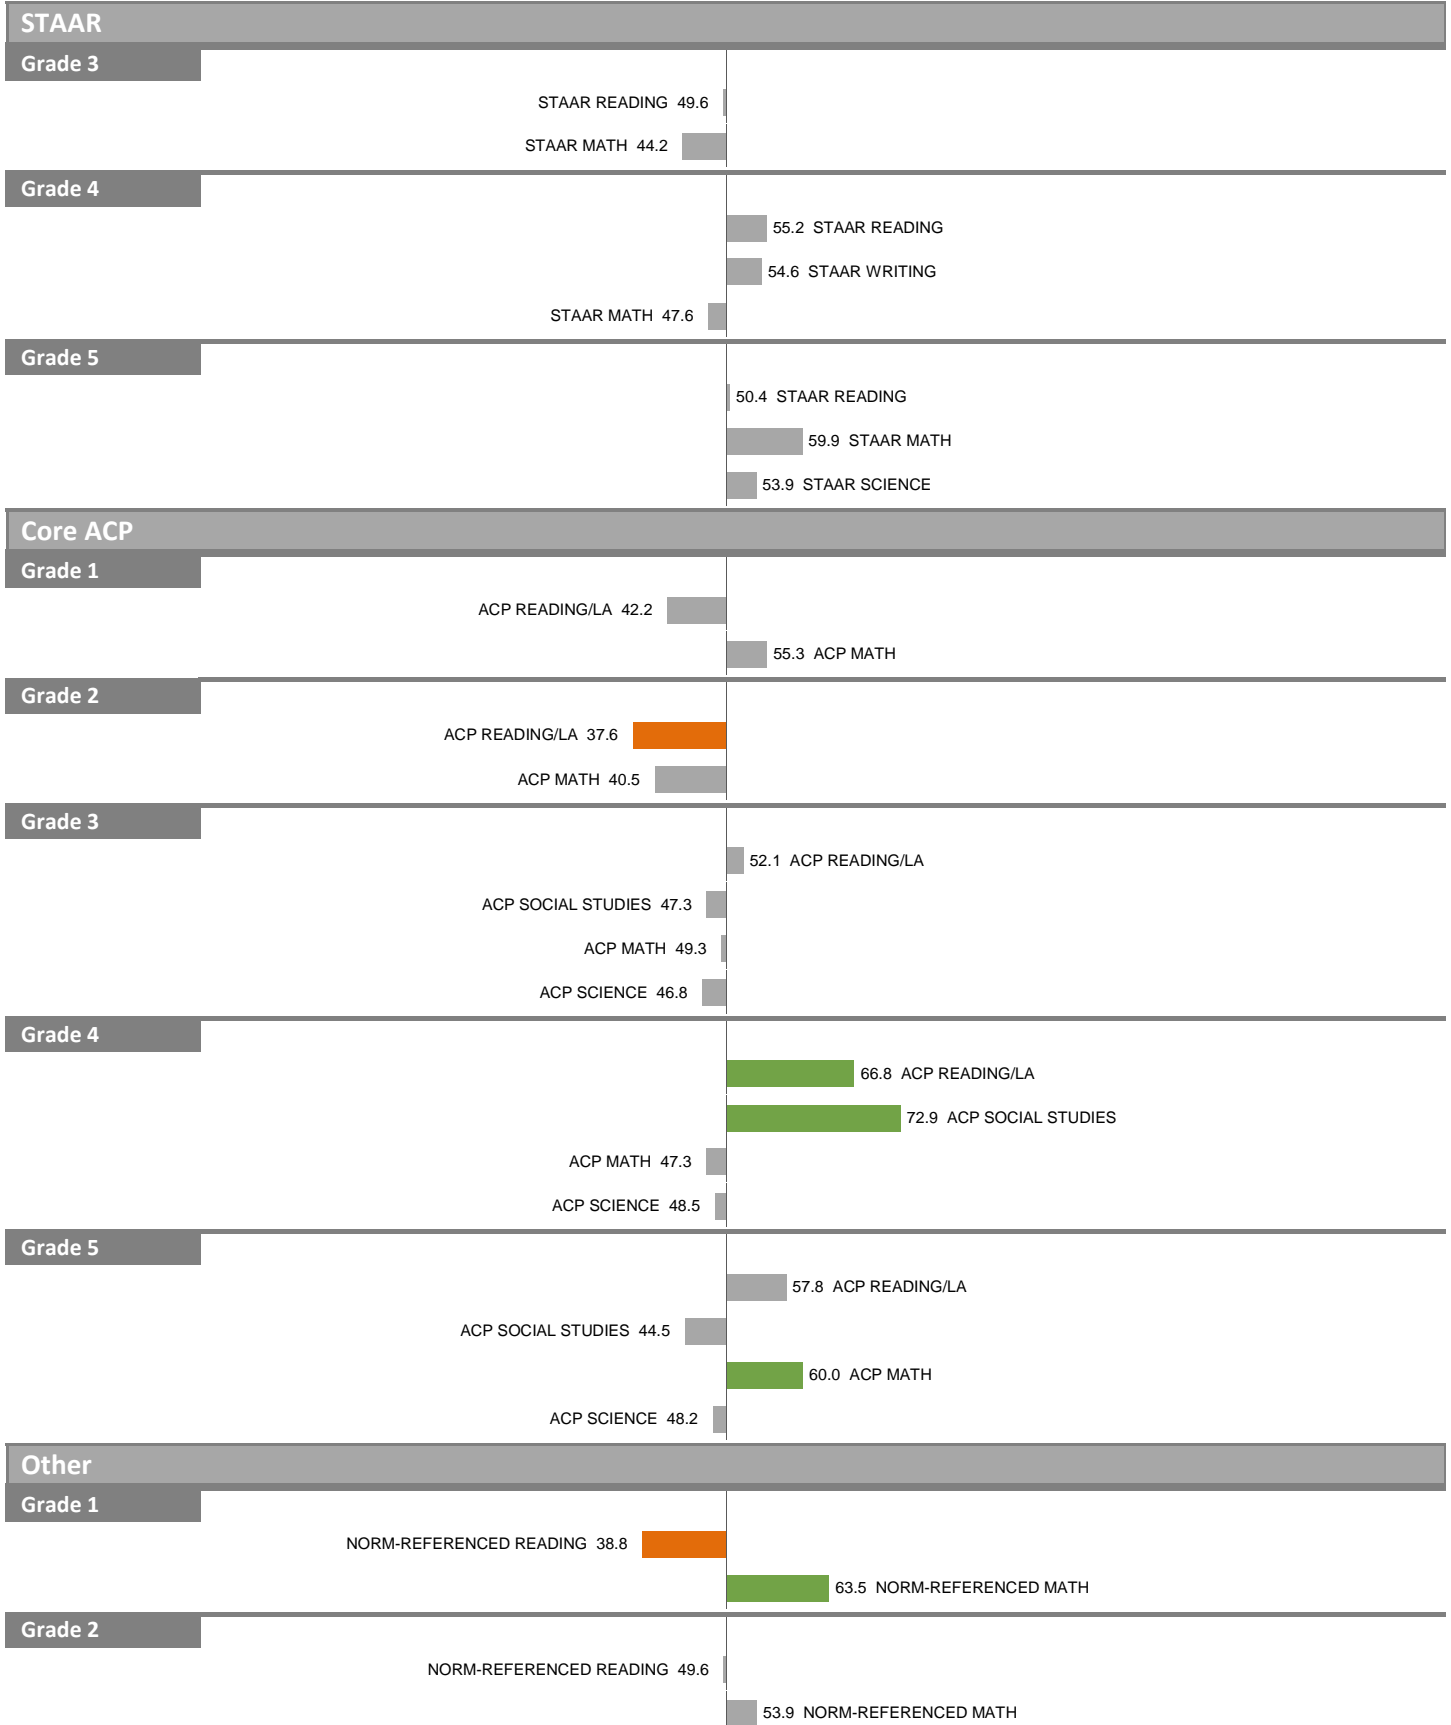 STAAR
Grade 3
STAAR READING 49.6
STAAR MATH 44.2
Grade 4
55.2 STAAR READING
54.6 STAAR WRITING
STAAR MATH 47.6
Grade 5
50.4 STAAR READING
59.9 STAAR MATH
53.9 STAAR SCIENCE
Core ACP
Grade 1
ACP READING/LA 42.2
55.3 ACP MATH
Grade 2
ACP READING/LA 37.6
ACP MATH 40.5
Grade 3
52.1 ACP READING/LA
ACP SOCIAL STUDIES 47.3
ACP MATH 49.3
ACP SCIENCE 46.8
Grade 4
66.8 ACP READING/LA
72.9 ACP SOCIAL STUDIES
ACP MATH 47.3
ACP SCIENCE 48.5
Grade 5
57.8 ACP READING/LA
ACP SOCIAL STUDIES 44.5
60.0 ACP MATH
ACP SCIENCE 48.2
Other
Grade 1
NORM-REFERENCED READING 38.8
63.5 NORM-REFERENCED MATH
Grade 2
NORM-REFERENCED READING 49.6
53.9 NORM-REFERENCED MATH